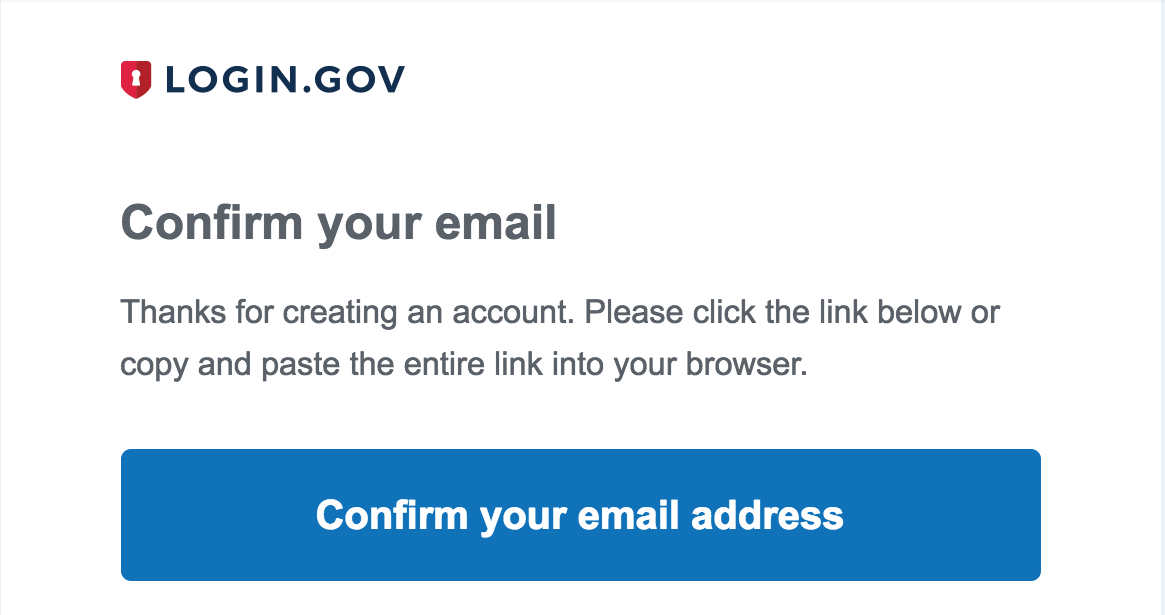 LOGIN.GOV
Confirm your email
Thanks for creating an account. Please click the link below or
copy and paste the entire link into your browser.
Confirm your email address